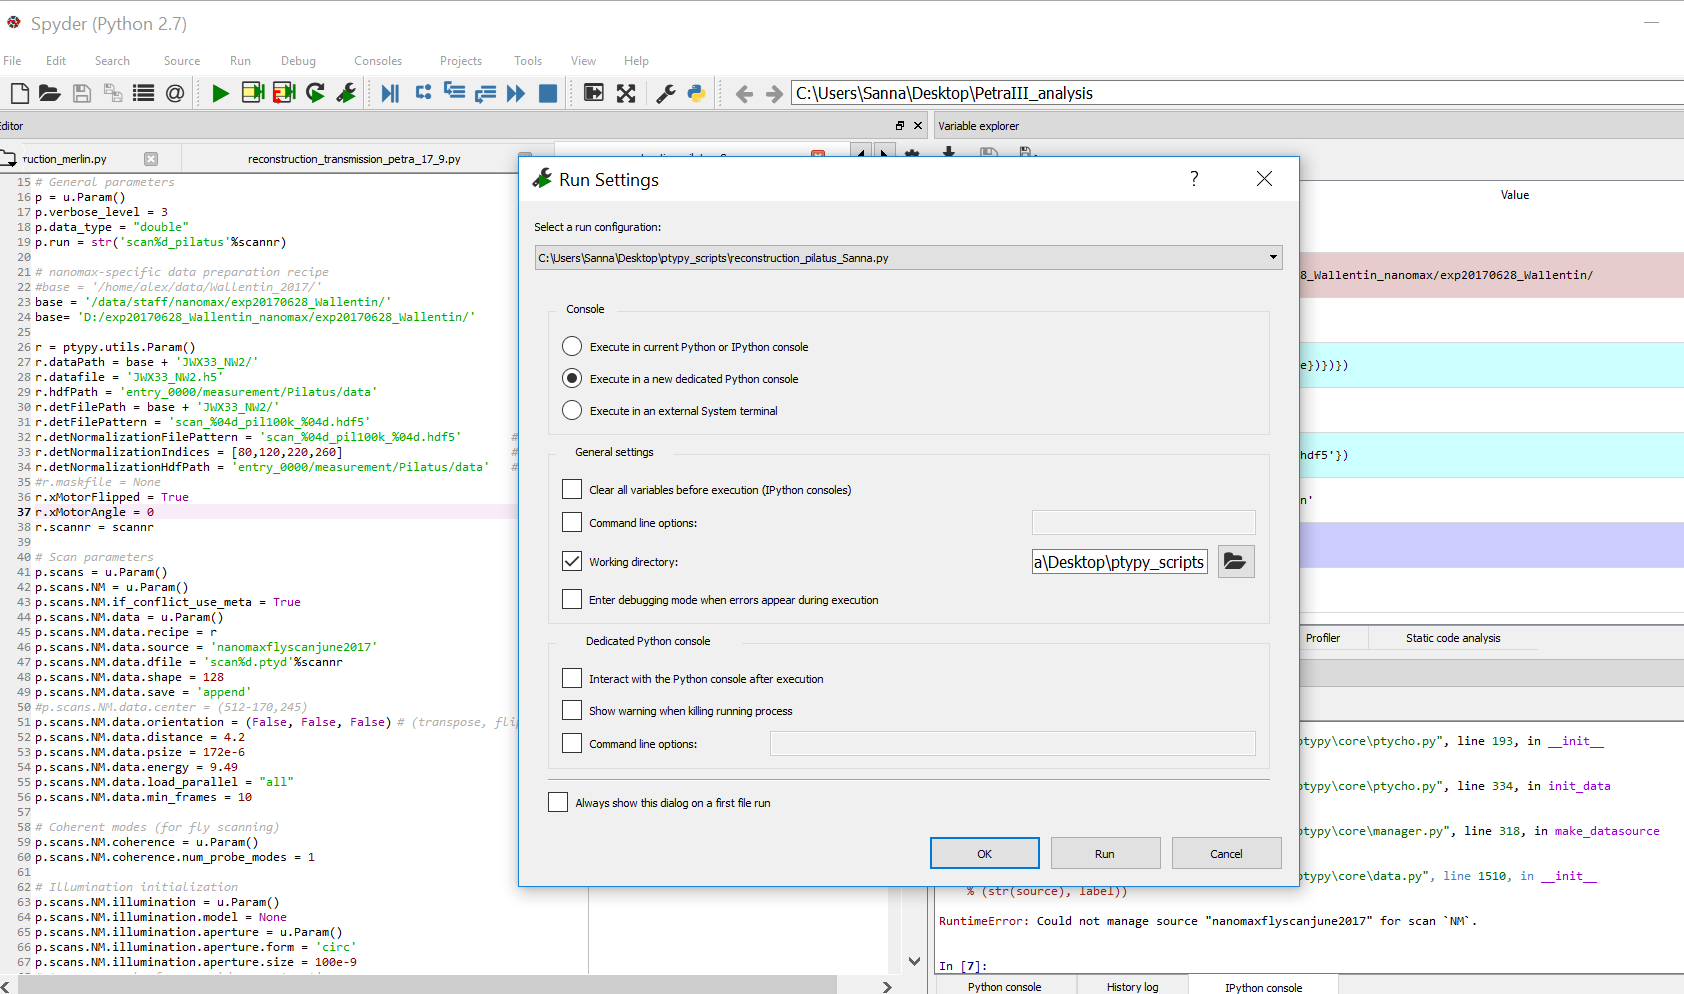 Spyder (Python 2.7)
File Edit Search Source Run Debug Consoles Projects Tools View Help
C:\Users\Sanna\Desktop\PetraIII_analysis
Editor
Variable explorer
ruction_merlin.py
reconstruction_transmission_petra_17_9.py
15 # General parameters
16 p = u.Param()
17 p.verbose_level = 3
18 p.data_type = "double"
19 p.run = str('scan%d_pilatus'%scannr)
20
21 # nanomax-specific data preparation recipe
22 #base = '/home/alex/data/Wallentin_2017/'
23 base = '/data/staff/nanomax/exp20170628_Wallentin/'
24 base= 'D:/exp20170628_Wallentin_nanomax/exp20170628_Wallentin/'
25
26 r = ptypy.utils.Param()
27 r.dataPath = base + 'JWX33_NW2/'
28 r.datafile = 'JWX33_NW2.h5'
29 r.hdfPath = 'entry_0000/measurement/Pilatus/data'
30 r.detFilePath = base + 'JWX33_NW2/'
31 r.detFilePattern = 'scan_%04d_pil100k_%04d.hdf5'
32 r.detNormalizationFilePattern = 'scan_%04d_pil100k_%04d.hdf5' #
33 r.detNormalizationIndices = [80,120,220,260] #
34 r.detNormalizationHdfPath = 'entry_0000/measurement/Pilatus/data' #
35 #r.maskfile = None
36 r.xMotorFlipped = True
37 r.xMotorAngle = 0
38 r.scannr = scannr
39
40 # Scan parameters
41 p.scans = u.Param()
42 p.scans.NM = u.Param()
43 p.scans.NM.if_conflict_use_meta = True
44 p.scans.NM.data = u.Param()
45 p.scans.NM.data.recipe = r
46 p.scans.NM.data.source = 'nanomaxflyscanjune2017'
47 p.scans.NM.data.dfile = 'scan%d.ptyd'%scannr
48 p.scans.NM.data.shape = 128
49 p.scans.NM.data.save = 'append'
50 #p.scans.NM.data.center = (512-170,245)
51 p.scans.NM.data.orientation = (False, False, False) # (transpose, fli
52 p.scans.NM.data.distance = 4.2
53 p.scans.NM.data.psize = 172e-6
54 p.scans.NM.data.energy = 9.49
55 p.scans.NM.data.load_parallel = "all"
56 p.scans.NM.data.min_frames = 10
57
58 # Coherent modes (for fly scanning)
59 p.scans.NM.coherence = u.Param()
60 p.scans.NM.coherence.num_probe_modes = 1
61
62 # Illumination initialization
63 p.scans.NM.illumination = u.Param()
64 p.scans.NM.illumination.model = None
65 p.scans.NM.illumination.aperture = u.Param()
66 p.scans.NM.illumination.aperture.form = 'circ'
67 p.scans.NM.illumination.aperture.size = 100e-9
Run Settings
?
Select a run configuration:
C:\Users\Sanna\Desktop\ptypy_scripts\reconstruction_pilatus_Sanna.py
Console
Execute in current Python or IPython console
Execute in a new dedicated Python console
Execute in an external System terminal
General settings
Clear all variables before execution (IPython consoles)
Command line options:
Working directory:
a\Desktop\ptypy_scripts
Enter debugging mode when errors appear during execution
Dedicated Python console
Interact with the Python console after execution
Show warning when killing running process
Command line options:
Always show this dialog on a first file run
OK Run Cancel
Value
8_Wallentin_nanomax/exp20170628_Wallentin/
e})})})
hdf5'})
n'
Profiler Static code analysis
ptypy\core\ptycho.py", line 193, in __init__
ptypy\core\ptycho.py", line 334, in init_data
ptypy\core\manager.py", line 318, in make_datasource
ptypy\core\data.py", line 1510, in __init__
% (str(source), label))
RuntimeError: Could not manage source "nanomaxflyscanjune2017" for scan `NM`.
In [7]:
Python console History log IPython console